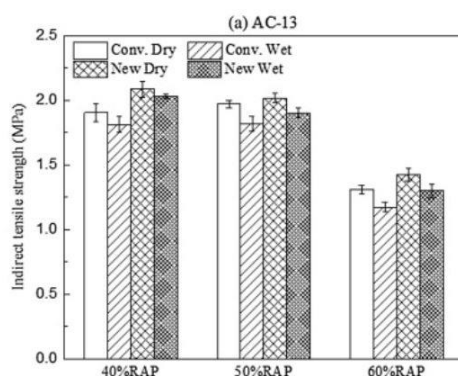 (a) AC-13
Conv. Dry
Conv. Wet
New Dry
New Wet
Indirect tensile strength (MPa)
2.5
2.0
1.5
1.0
0.5
0.0
40%RAP
50%RAP
60%RAP